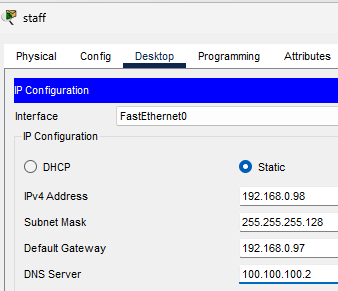 staff
Physical Config Desktop Programming Attributes
IP Configuration
Interface FastEthernet0
IP Configuration
DHCP Static
IPv4 Address 192.168.0.98
Subnet Mask 255.255.255.128
Default Gateway 192.168.0.97
DNS Server 100.100.100.2